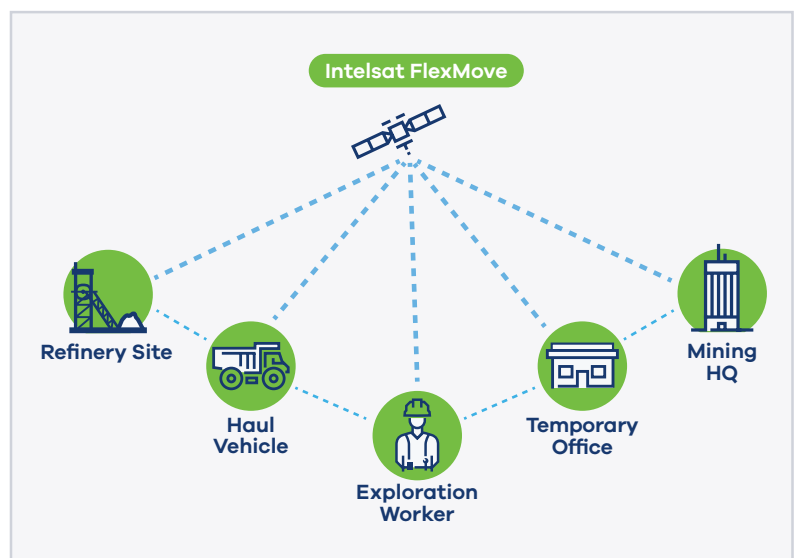 Intelsat FlexMove
Refinery Site
Haul
Vehicle
Exploration
Worker
Temporary
Office
Mining
HQ